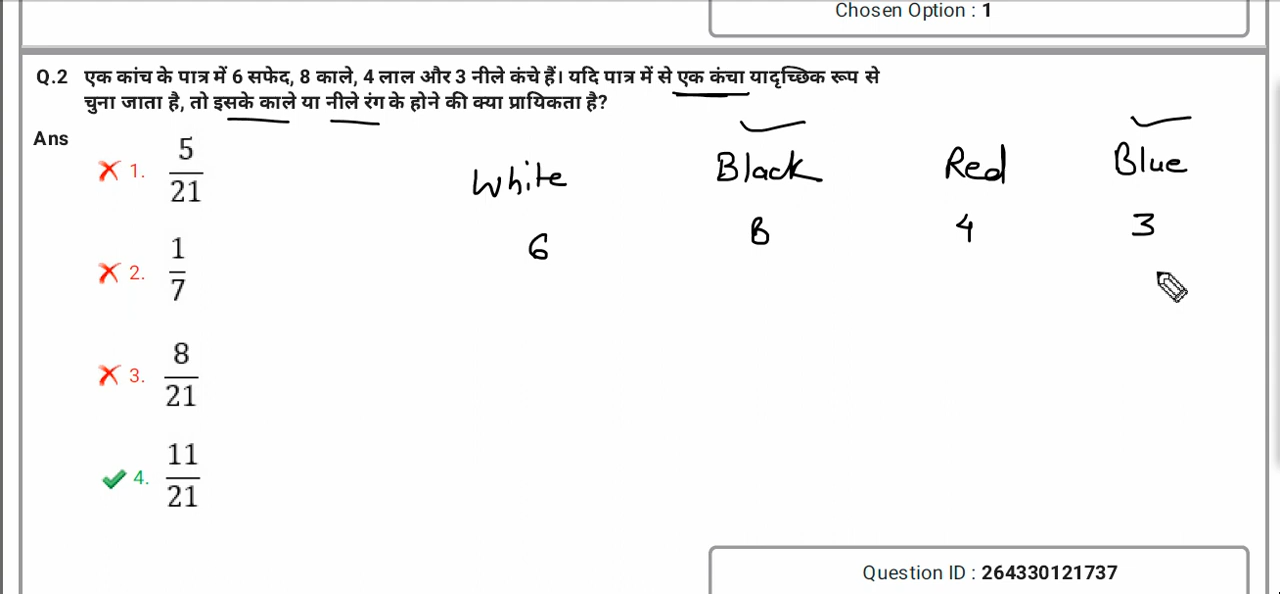 Chosen Option : 1
Q.2 एक कांच के पात्र में 6 सफेद, 8 काले, 4 लाल और 3 नीले कंचे हैं। यदि पात्र में से एक कंचा यादृच्छिक रूप से
चुना जाता है, तो इसके काले या नीले रंग के होने की क्या प्रायिकता है?
Ans
1. 5/21
2. 1/7
3. 8/21
4. 11/21
White Black Red Blue
6 8 4 3
Question ID : 264330121737